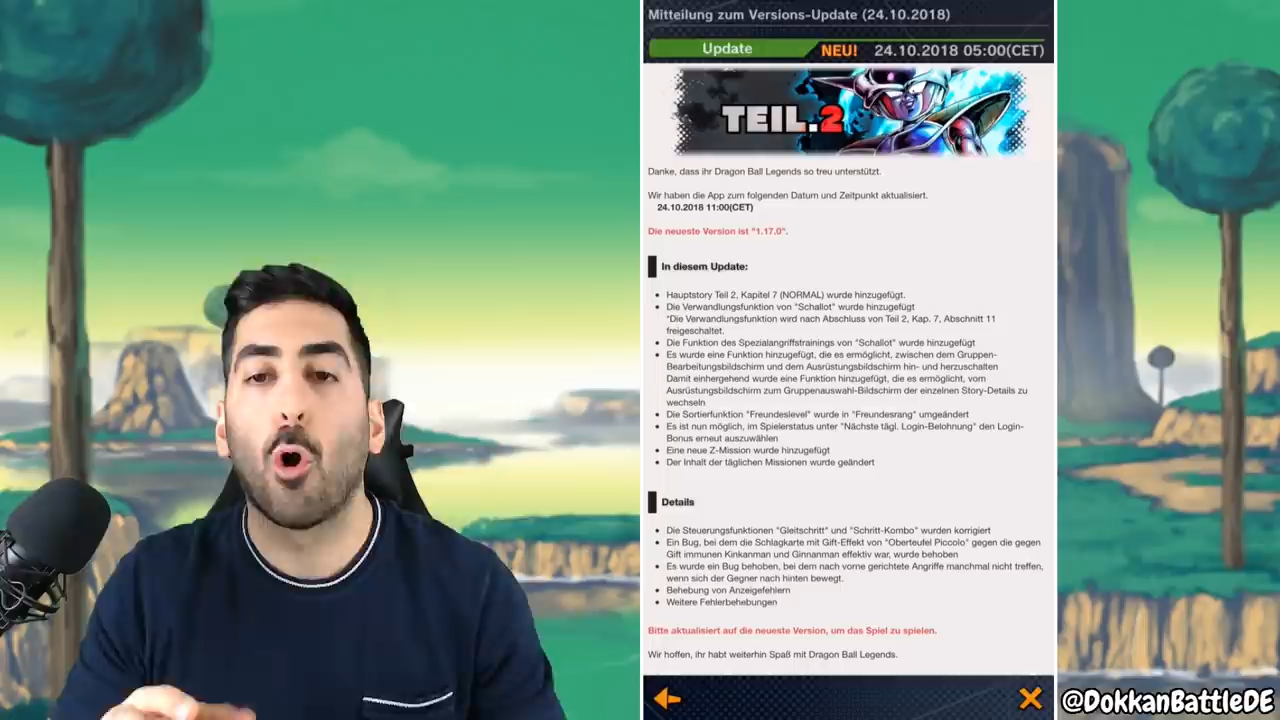 Mitteilung zum Versions-Update (24.10.2018)
Update NEU! 24.10.2018 05:00(CET)
TEIL.2
Danke, dass ihr Dragon Ball Legends so treu unterstützt.
Wir haben die App zum folgenden Datum und Zeitpunkt aktualisiert.
24.10.2018 11:00(CET)
Die neueste Version ist "1.17.0".
In diesem Update:
• Hauptstory Teil 2, Kapitel 7 (NORMAL) wurde hinzugefügt.
• Die Verwandlungsfunktion von "Schallot" wurde hinzugefügt
*Die Verwandlungsfunktion wird nach Abschluss von Teil 2, Kap. 7, Abschnitt 11
freigeschaltet.
• Die Funktion des Spezialangriffstrainings von "Schallot" wurde hinzugefügt
• Es wurde eine Funktion hinzugefügt, die es ermöglicht, zwischen dem Gruppen-
Bearbeitungsbildschirm und dem Ausrüstungsbildschirm hin- und herzuschalten
Damit einhergehend wurde eine Funktion hinzugefügt, die es ermöglicht, vom
Ausrüstungsbildschirm zum Gruppenauswahl-Bildschirm der einzelnen Story-Details zu
wechseln
• Die Sortierfunktion "Freundeslevel" wurde in "Freundesrang" umgeändert
• Es ist nun möglich, im Spielerstatus unter "Nächste tägl. Login-Belohnung" den Login-
Bonus erneut auszuwählen
• Eine neue Z-Mission wurde hinzugefügt
• Der Inhalt der täglichen Missionen wurde geändert
Details
• Die Steuerungsfunktionen "Gleitschritt" und "Schritt-Kombo" wurden korrigiert
• Ein Bug, bei dem die Schlagkarte mit Gift-Effekt von "Oberteufel Piccolo" gegen die gegen
Gift immunen Kinkanman und Ginnanman effektiv war, wurde behoben
• Es wurde ein Bug behoben, bei dem nach vorne gerichtete Angriffe manchmal nicht treffen,
wenn sich der Gegner nach hinten bewegt.
• Behebung von Anzeigefehlern
• Weitere Fehlerbehebungen
Bitte aktualisiert auf die neueste Version, um das Spiel zu spielen.
Wir hoffen, ihr habt weiterhin Spaß mit Dragon Ball Legends.
@DokkanBattleDE